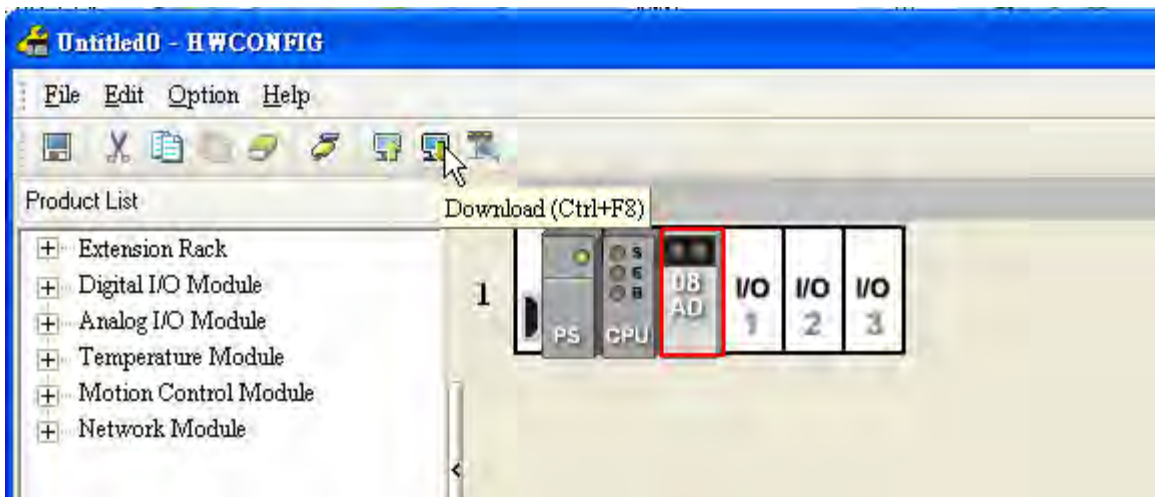 Untitled0 - HWCONFIG
File Edit Option Help
Product List
Download (Ctrl+F8)
Extension Rack
Digital I/O Module
Analog I/O Module
Temperature Module
Motion Control Module
Network Module
1
PS
CPU
08
AD
I/O
1
I/O
2
I/O
3